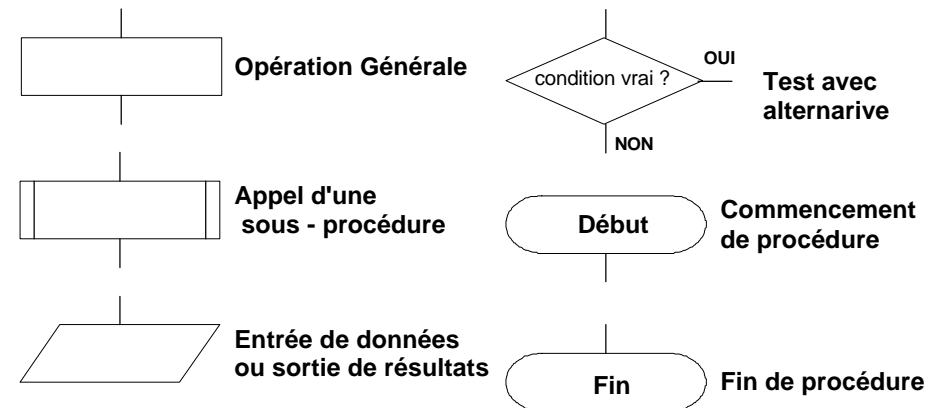 Opération Générale
Appel d'une
sous - procédure
Entrée de données
ou sortie de résultats
condition vrai ?
OUI
NON
Test avec
alternarive
Début
Commencement
de procédure
Fin
Fin de procédure